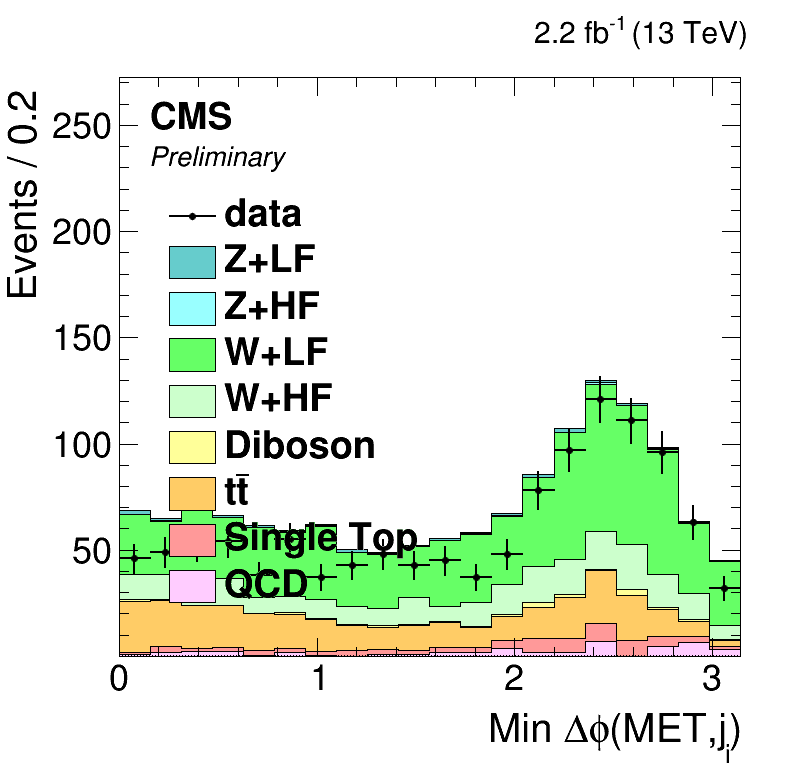 2.2 fb⁻¹ (13 TeV)
Events / 0.2
250
200
150
100
50
CMS
Preliminary
data
Z+LF
Z+HF
W+LF
W+HF
Diboson
tt̄
Single Top
QCD
0 1 2 3
Min Δϕ(MET,jᵢ)